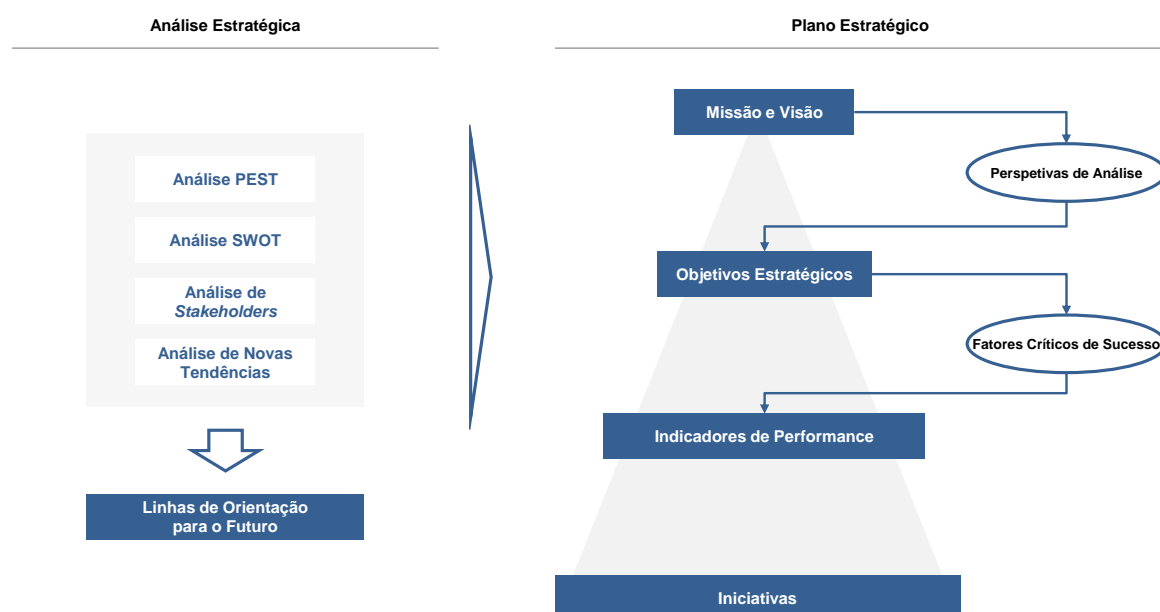 Análise Estratégica
Análise PEST
Análise SWOT
Análise de
Stakeholders
Análise de Novas
Tendências
Linhas de Orientação
para o Futuro
Plano Estratégico
Missão e Visão
Perspetivas de Análise
Objetivos Estratégicos
Fatores Críticos de Sucesso
Indicadores de Performance
Iniciativas